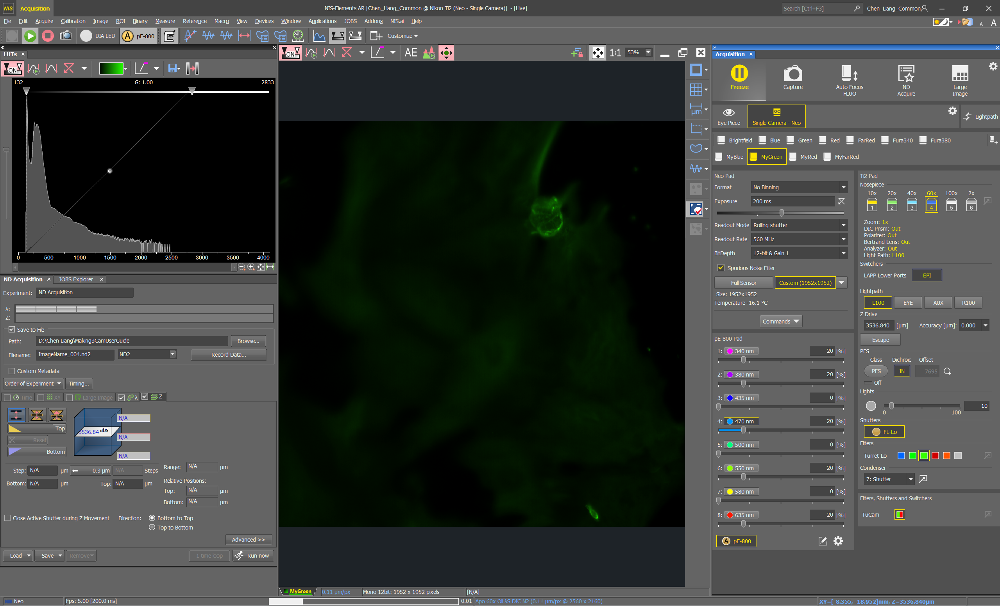 NIS Acquisition NIS-Elements AR [Chen_Liang_Common @ Nikon Ti2 (Neo - Single Camera)] - [Live] Search [Ctrl+F3] Chen_Liang_Common
File Edit Acquire Calibration Image ROI Binary Measure Reference Macro View Devices Window Applications JOBS Addons NIS.ai Help
A A
DIA LED A pE-800 Customize
LUTs
ON
132 G: 1.00 2833
0 500 1000 1500 2000 2500 3000 3500 4000
ND Acquisition JOBS Explorer
Experiment: ND Acquisition
λ:
Z:
Save to File
Path: D:\Chen Liang\Making3CamUserGuide Browse...
Filename: ImageName_004.nd2 ND2 Record Data...
Custom Metadata
Order of Experiment Timing...
Time XY Large Image λ Z
N/A
Top
3536.84 abs
N/A
Reset
Bottom
N/A
Step: N/A µm 0.3 µm N/A Steps
Range: N/A µm
Bottom: N/A µm Top: N/A µm
Relative Positions:
Top: N/A µm
Bottom: N/A µm
Close Active Shutter during Z Movement Direction: Bottom to Top
Top to Bottom
Advanced >>
Load Save Remove 1 time loop Run now
ON AE 1:1 53%
µm
MyGreen 0.11 µm/px Mono 12bit: 1952 x 1952 pixels [N/A]
Acquisition
Freeze Capture Auto Focus FLUO ND Acquire Large Image
Eye Piece OC Single Camera - Neo Lightpath
Brightfield Blue Green Red FarRed Fura340 Fura380
MyBlue MyGreen MyRed MyFarRed
Neo Pad
Format No Binning
Exposure 200 ms
Readout Mode Rolling shutter
Readout Rate 560 MHz
BitDepth 12-bit & Gain 1
Spurious Noise Filter
Full Sensor Custom (1952x1952)
Size: 1952x1952
Temperature -16.1 °C
Commands
pE-800 Pad
1: 340 nm 20 [%]
2: 380 nm 20 [%]
3: 435 nm 0 [%]
4: 470 nm 20 [%]
5: 500 nm 0 [%]
6: 550 nm 20 [%]
7: 580 nm 0 [%]
8: 635 nm 20 [%]
A pE-800
Ti2 Pad
Nosepiece
10x 20x 40x 60x 100x 2x
1 2 3 4 5 6
Zoom: 1x
DIC Prism: Out
Polarizer: Out
Bertrand Lens: Out
Analyzer: Out
Light Path: L100
Switchers
LAPP Lower Ports EPI
Lightpath
L100 EYE AUX R100
Z Drive
3536.840 [µm] Accuracy [µm]: 0.000
Escape
PFS
Glass Dichroic Offset
PFS IN 7695
Off
Lights
10
0 100
Shutters
FL-Lo
Filters
Turret-Lo
Condenser
7: Shutter
Filters, Shutters and Switchers
TuCam
Neo Fps: 5.00 [200.0 ms] 0.01 Apo 60x Oil λS DIC N2 (0.11 µm/px @ 2560 x 2160) XY=[-8.355, -18.952]mm, Z=3536.840µm